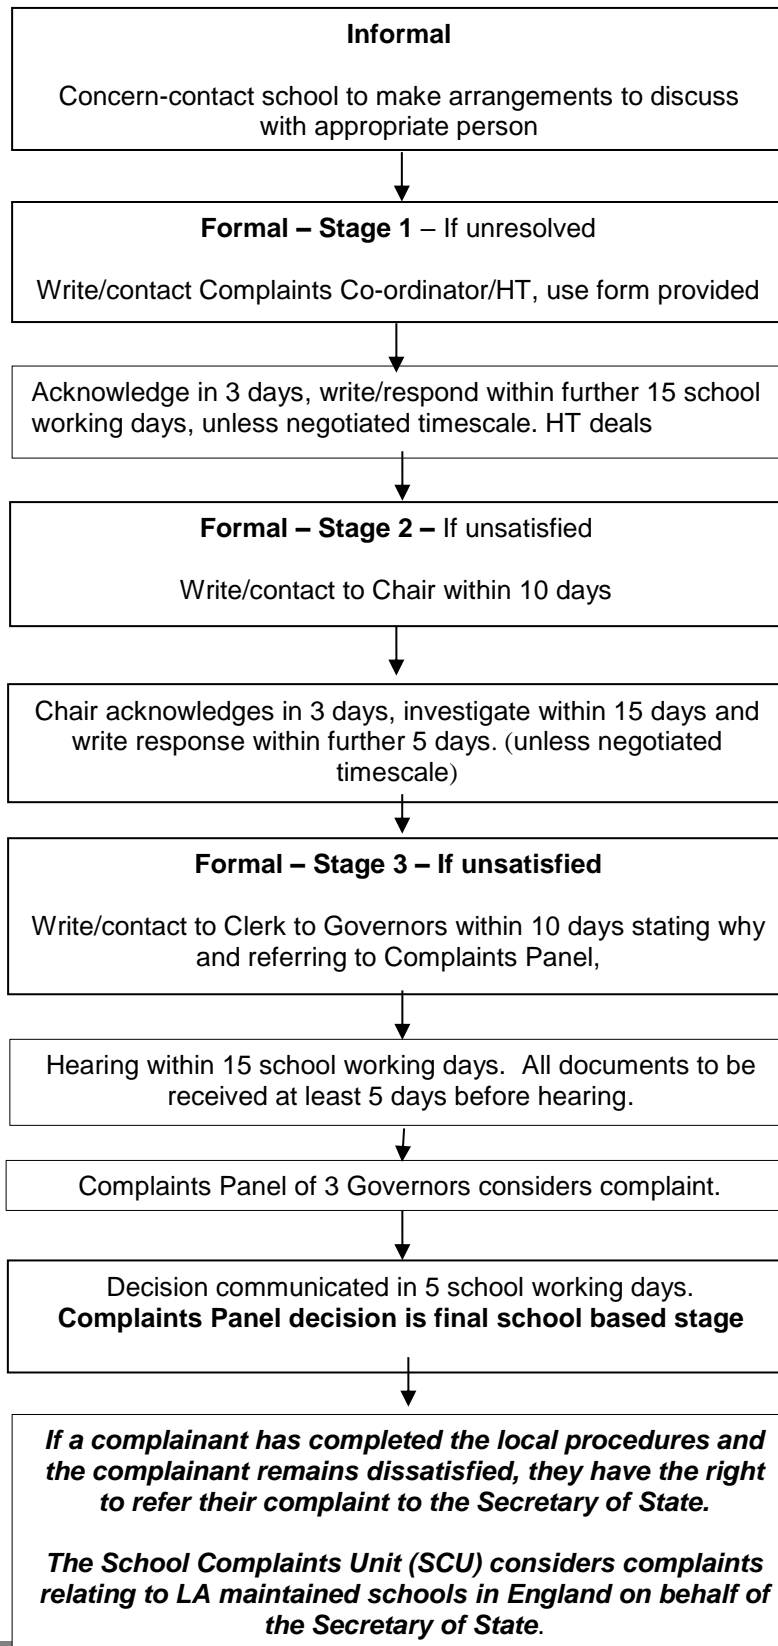 Informal
Concern-contact school to make arrangements to discuss
with appropriate person
Formal – Stage 1 – If unresolved
Write/contact Complaints Co-ordinator/HT, use form provided
Acknowledge in 3 days, write/respond within further 15 school
working days, unless negotiated timescale. HT deals
Formal – Stage 2 – If unsatisfied
Write/contact to Chair within 10 days
Chair acknowledges in 3 days, investigate within 15 days and
write response within further 5 days. (unless negotiated
timescale)
Formal – Stage 3 – If unsatisfied
Write/contact to Clerk to Governors within 10 days stating why
and referring to Complaints Panel,
Hearing within 15 school working days.  All documents to be
received at least 5 days before hearing.
Complaints Panel of 3 Governors considers complaint.
Decision communicated in 5 school working days.
Complaints Panel decision is final school based stage
If a complainant has completed the local procedures and
the complainant remains dissatisfied, they have the right
to refer their complaint to the Secretary of State.
The School Complaints Unit (SCU) considers complaints
relating to LA maintained schools in England on behalf of
the Secretary of State.